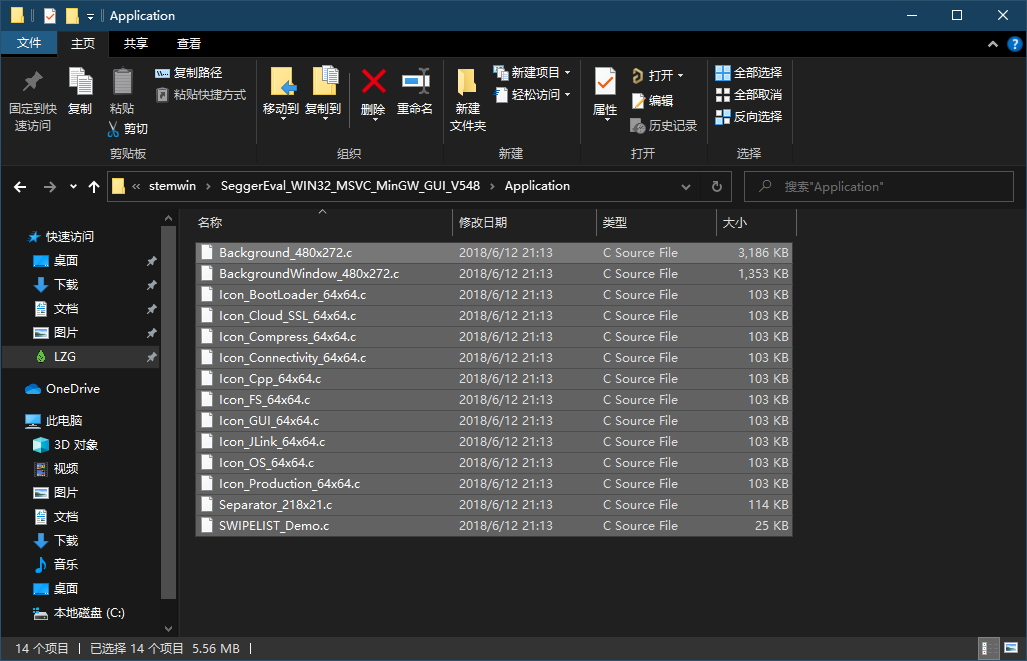 Application
文件 主页 共享 查看
固定到快速访问 复制 粘贴 复制路径 粘贴快捷方式 剪切
移动到 复制到 删除 重命名
新建文件夹 新建项目 轻松访问
属性 打开 编辑 历史记录
全部选择 全部取消 反向选择
剪贴板 组织 新建 打开 选择
« stemwin › SeggerEval_WIN32_MSVC_MinGW_GUI_V548 › Application
搜索"Application"
名称 修改日期 类型 大小
快速访问
桌面
下载
文档
图片
LZG
OneDrive
此电脑
3D 对象
视频
图片
文档
下载
音乐
桌面
本地磁盘 (C:)
Background_480x272.c 2018/6/12 21:13 C Source File 3,186 KB
BackgroundWindow_480x272.c 2018/6/12 21:13 C Source File 1,353 KB
Icon_BootLoader_64x64.c 2018/6/12 21:13 C Source File 103 KB
Icon_Cloud_SSL_64x64.c 2018/6/12 21:13 C Source File 103 KB
Icon_Compress_64x64.c 2018/6/12 21:13 C Source File 103 KB
Icon_Connectivity_64x64.c 2018/6/12 21:13 C Source File 103 KB
Icon_Cpp_64x64.c 2018/6/12 21:13 C Source File 103 KB
Icon_FS_64x64.c 2018/6/12 21:13 C Source File 103 KB
Icon_GUI_64x64.c 2018/6/12 21:13 C Source File 103 KB
Icon_JLink_64x64.c 2018/6/12 21:13 C Source File 103 KB
Icon_OS_64x64.c 2018/6/12 21:13 C Source File 103 KB
Icon_Production_64x64.c 2018/6/12 21:13 C Source File 103 KB
Separator_218x21.c 2018/6/12 21:13 C Source File 114 KB
SWIPELIST_Demo.c 2018/6/12 21:13 C Source File 25 KB
14 个项目 | 已选择 14 个项目 5.56 MB |